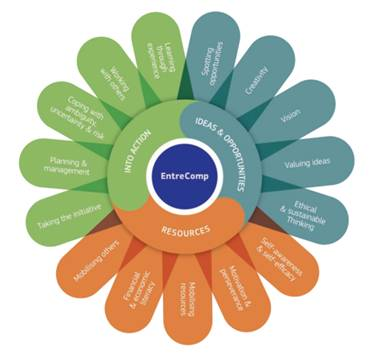 EntreComp
IDEAS & OPPORTUNITIES
Spotting
opportunities
Creativity
Vision
Valuing ideas
Ethical
& sustainable
Thinking
RESOURCES
Self-awareness
& self-efficacy
Motivation &
perseverance
Mobilising
resources
Financial
& economic
literacy
Mobilising others
INTO ACTION
Taking the initiative
Planning &
management
Coping with
ambiguity,
uncertainty & risk
Working
with others
Learning
through
experience